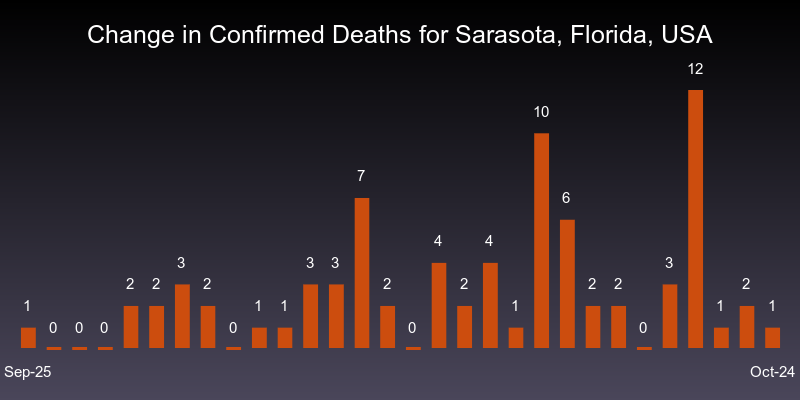 Change in Confirmed Deaths for Sarasota, Florida, USA
1 0 0 0 2 2 3 2 0 1 1 3 3 7 2 0 4 2 4 1 10 6 2 2 0 3 12 1 2 1
Sep-25 Oct-24